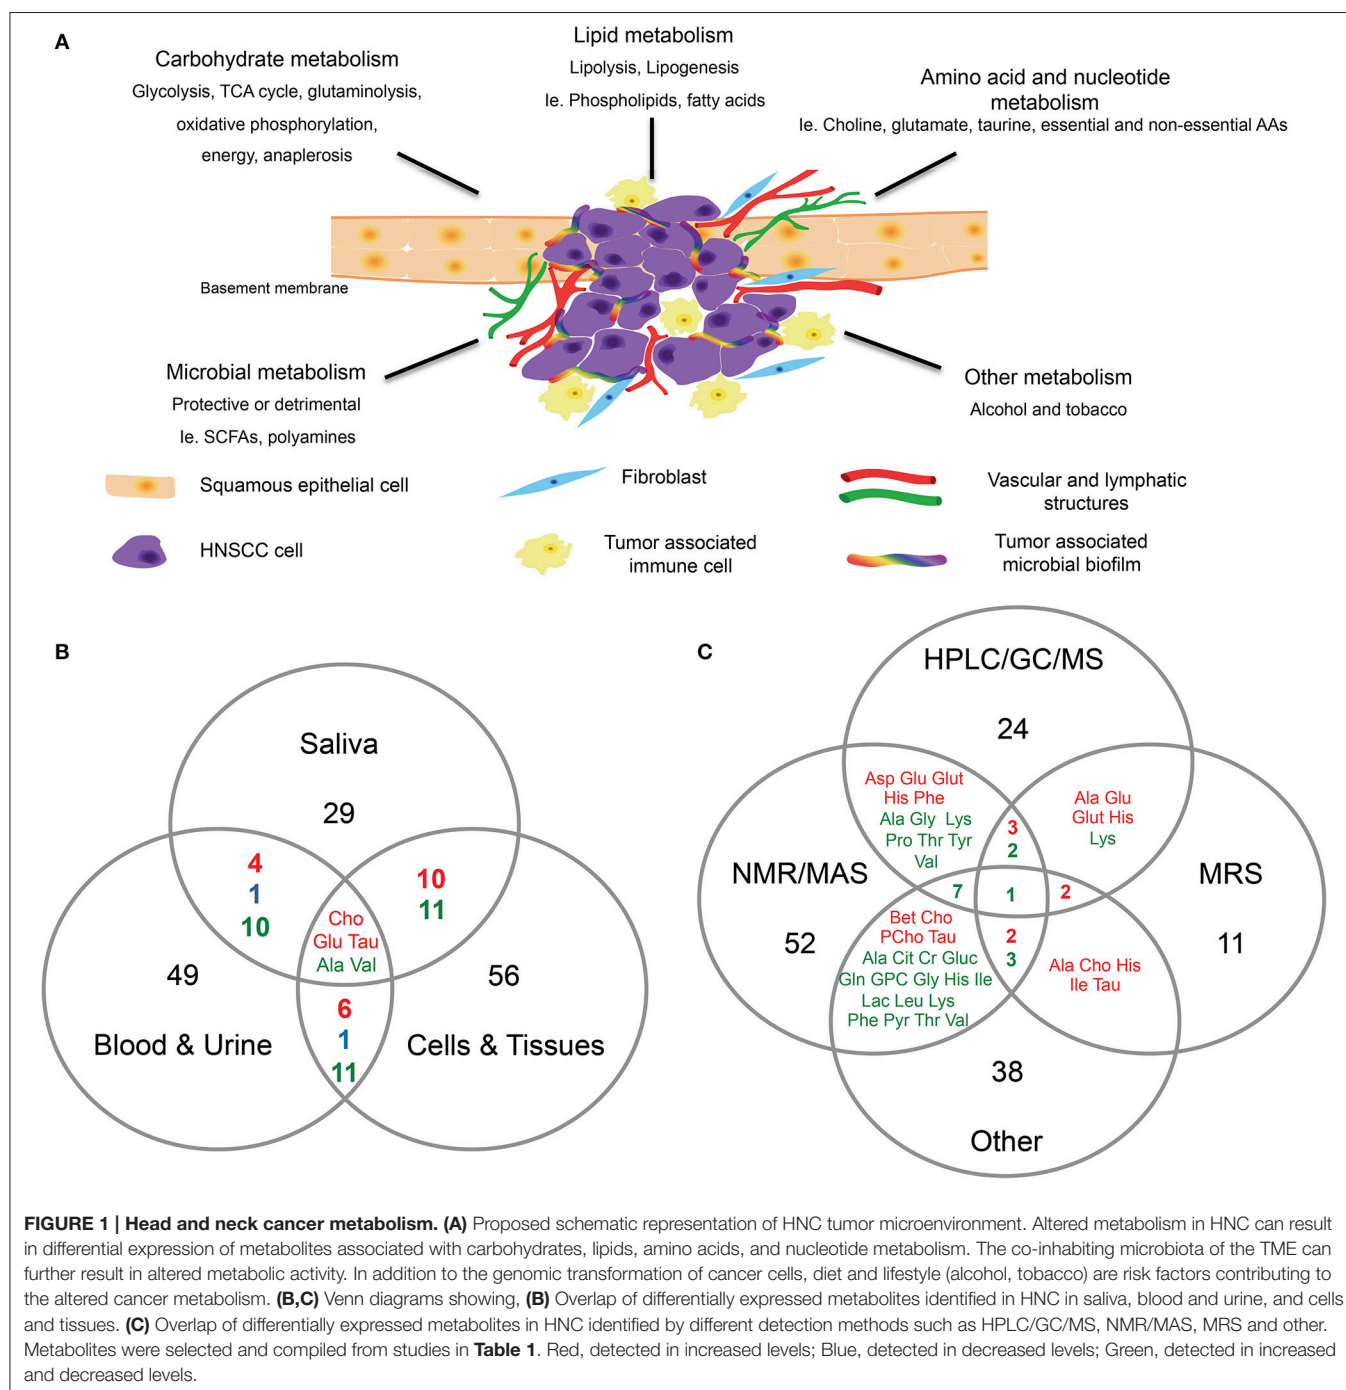 A
Carbohydrate metabolism
Glycolysis, TCA cycle, glutaminolysis,
oxidative phosphorylation,
energy, anaplerosis
Lipid metabolism
Lipolysis, Lipogenesis
Ie. Phospholipids, fatty acids
Amino acid and nucleotide
metabolism
Ie. Choline, glutamate, taurine, essential and non-essential AAs
Basement membrane
Microbial metabolism
Protective or detrimental
Ie. SCFAs, polyamines
Other metabolism
Alcohol and tobacco
Squamous epithelial cell
Fibroblast
Vascular and lymphatic
structures
HNSCC cell
Tumor associated
immune cell
Tumor associated
microbial biofilm
B
Saliva
29
4
1
10
10
11
Cho
Glu Tau
Ala Val
49
56
Blood & Urine
Cells & Tissues
6
1
11
C
HPLC/GC/MS
24
Asp Glu Glut
His Phe
Ala Gly Lys
Pro Thr Tyr
Val
Ala Glu
Glut His
Lys
3
2
NMR/MAS
52
MRS
11
7
1
2
Bet Cho
PCho Tau
Ala Cit Cr Gluc
Gln GPC Gly His Ile
Lac Leu Lys
Phe Pyr Thr Val
2
3
Ala Cho His
Ile Tau
38
Other
FIGURE 1 | Head and neck cancer metabolism. (A) Proposed schematic representation of HNC tumor microenvironment. Altered metabolism in HNC can result
in differential expression of metabolites associated with carbohydrates, lipids, amino acids, and nucleotide metabolism. The co-inhabiting microbiota of the TME can
further result in altered metabolic activity. In addition to the genomic transformation of cancer cells, diet and lifestyle (alcohol, tobacco) are risk factors contributing to
the altered cancer metabolism. (B,C) Venn diagrams showing, (B) Overlap of differentially expressed metabolites identified in HNC in saliva, blood and urine, and cells
and tissues. (C) Overlap of differentially expressed metabolites in HNC identified by different detection methods such as HPLC/GC/MS, NMR/MAS, MRS and other.
Metabolites were selected and compiled from studies in Table 1. Red, detected in increased levels; Blue, detected in decreased levels; Green, detected in increased
and decreased levels.